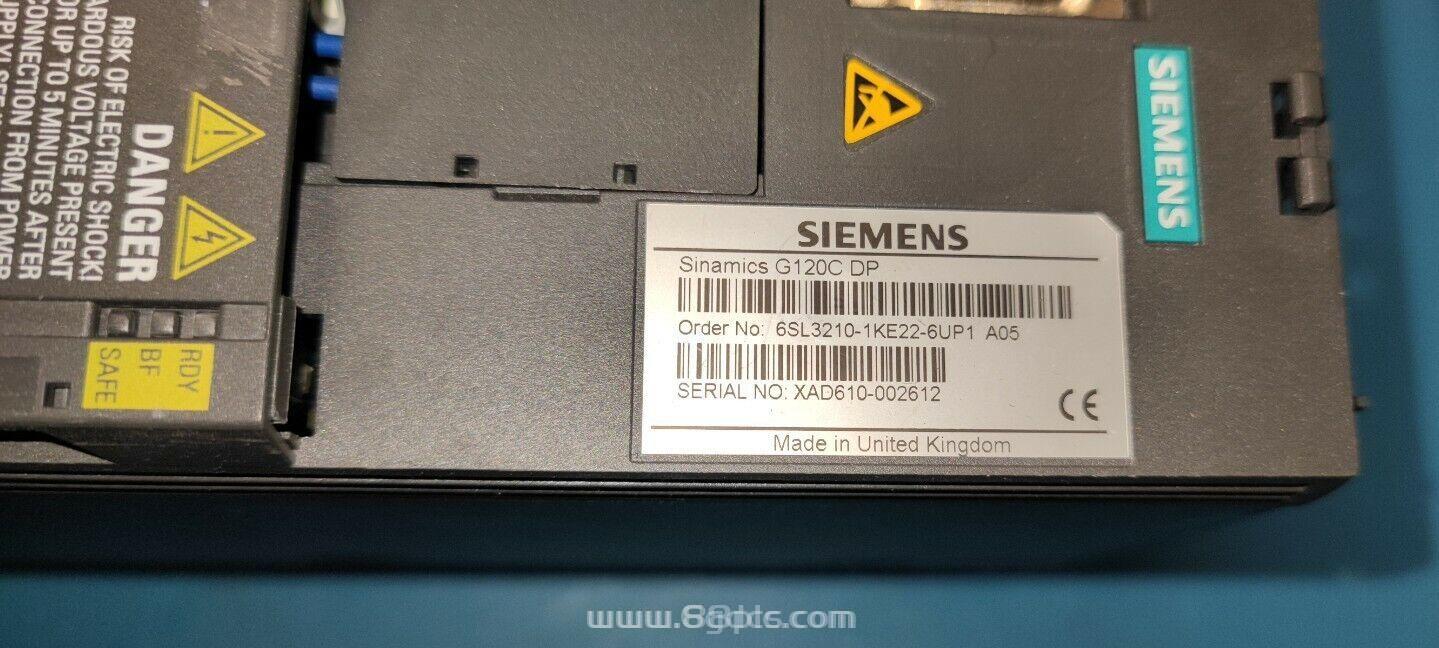 RISK OF ELECTRIC SHOCK!
ARDOUS VOLTAGE PRESENT
OR UP TO 5 MINUTES AFTER
CONNECTION FROM POWER
DANGER
RDY
BF
SAFE
SIEMENS
SIEMENS
Sinamics G120C DP
Order No: 6SL3210-1KE22-6UP1 A05
SERIAL NO: XAD610-002612
CE
Made in United Kingdom